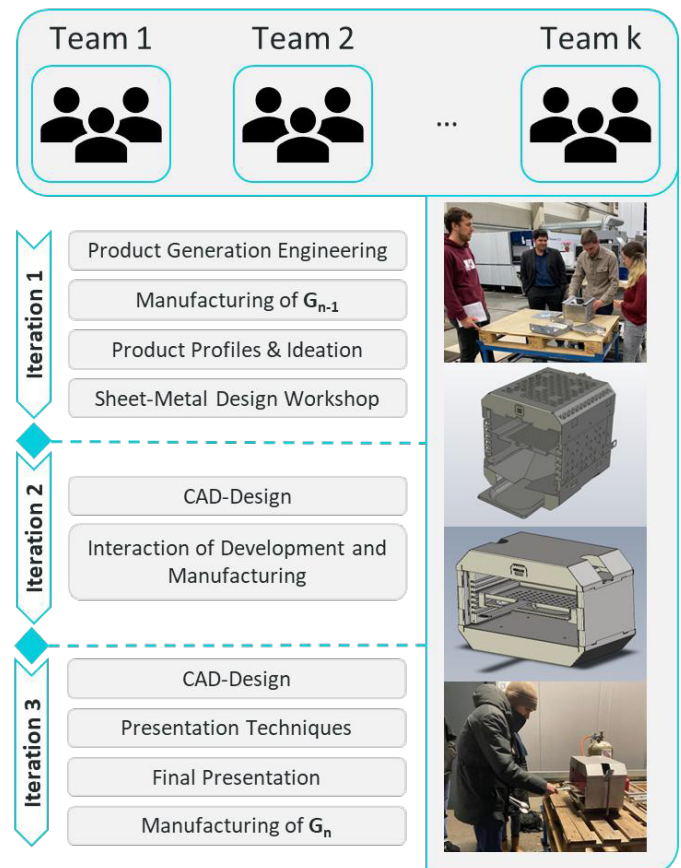 Team 1
Team 2
...
Team k
Iteration 1
Product Generation Engineering
Manufacturing of Gn-1
Product Profiles & Ideation
Sheet-Metal Design Workshop
Iteration 2
CAD-Design
Interaction of Development and
Manufacturing
Iteration 3
CAD-Design
Presentation Techniques
Final Presentation
Manufacturing of Gn